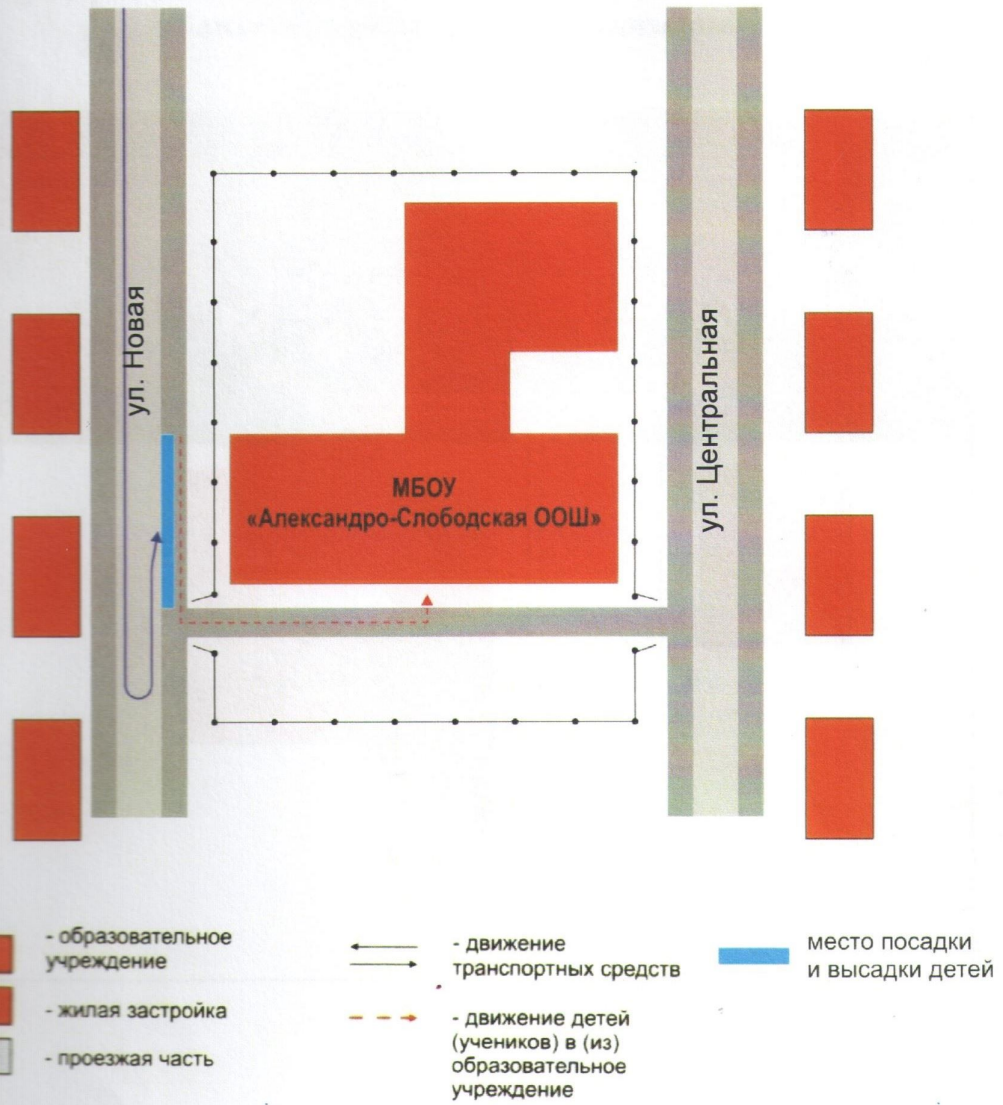 ул. Новая
ул. Центральная
МБОУ
«Александро-Слободская ООШ»
- образовательное
учреждение
- жилая застройка
- проезжая часть
- движение
транспортных средств
- движение детей
(учеников) в (из)
образовательное
учреждение
место посадки
и высадки детей